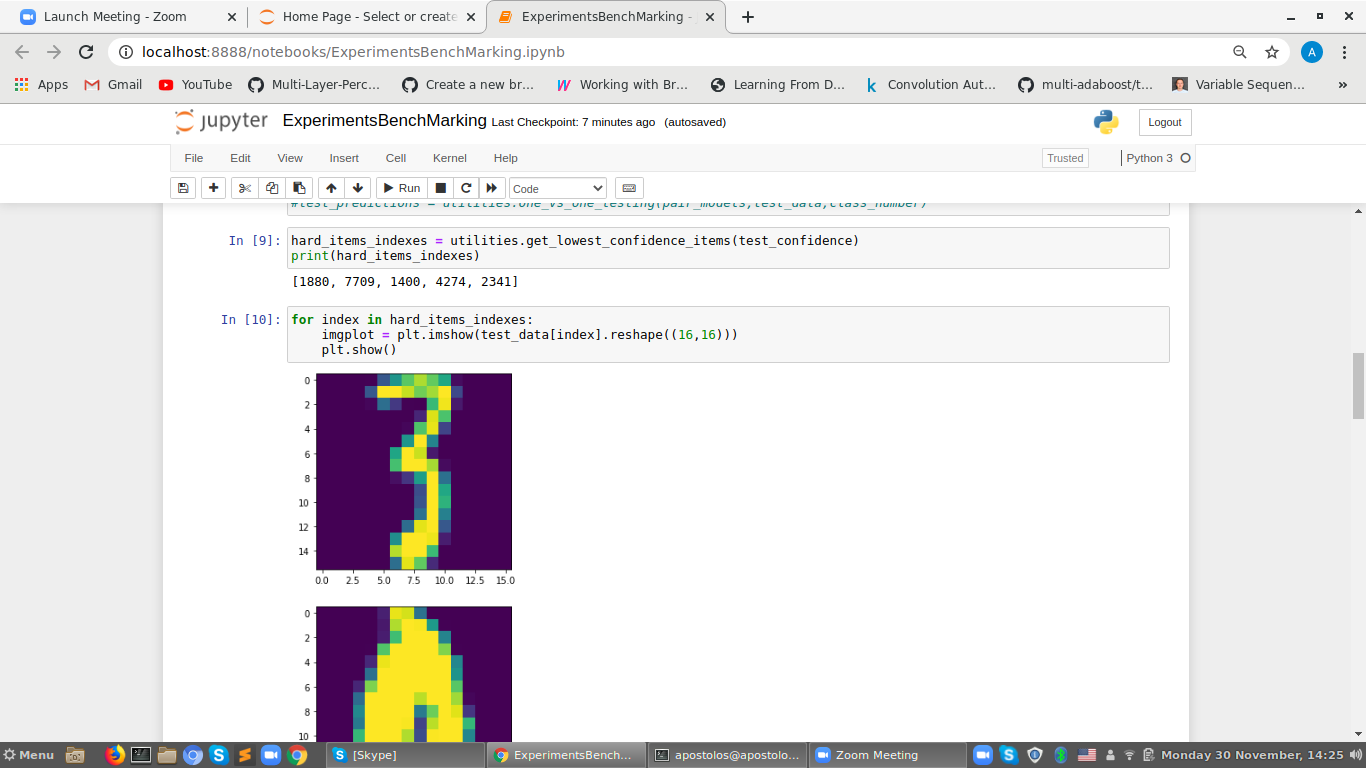 Launch Meeting - Zoom
Home Page - Select or create
ExperimentsBenchMarking -
localhost:8888/notebooks/ExperimentsBenchMarking.ipynb
A
Apps
Gmail
YouTube
Multi-Layer-Perc...
Create a new br...
Working with Br...
Learning From D...
Convolution Aut...
multi-adaboost/t...
Variable Sequen...
»
jupyter ExperimentsBenchMarking Last Checkpoint: 7 minutes ago (autosaved)
Logout
File Edit View Insert Cell Kernel Help
Trusted Python 3
Run Code
#test_predictions = utilities.one_vs_one_testing(pair_models,test_data,class_number)
In [9]: hard_items_indexes = utilities.get_lowest_confidence_items(test_confidence)
print(hard_items_indexes)
[1880, 7709, 1400, 4274, 2341]
In [10]: for index in hard_items_indexes:
imgplot = plt.imshow(test_data[index].reshape((16,16)))
plt.show()
0
2
4
6
8
10
12
14
0.0 2.5 5.0 7.5 10.0 12.5 15.0
0
2
4
6
8
10
Menu
[Skype]
ExperimentsBench...
apostolos@apostolo...
Zoom Meeting
Monday 30 November, 14:25